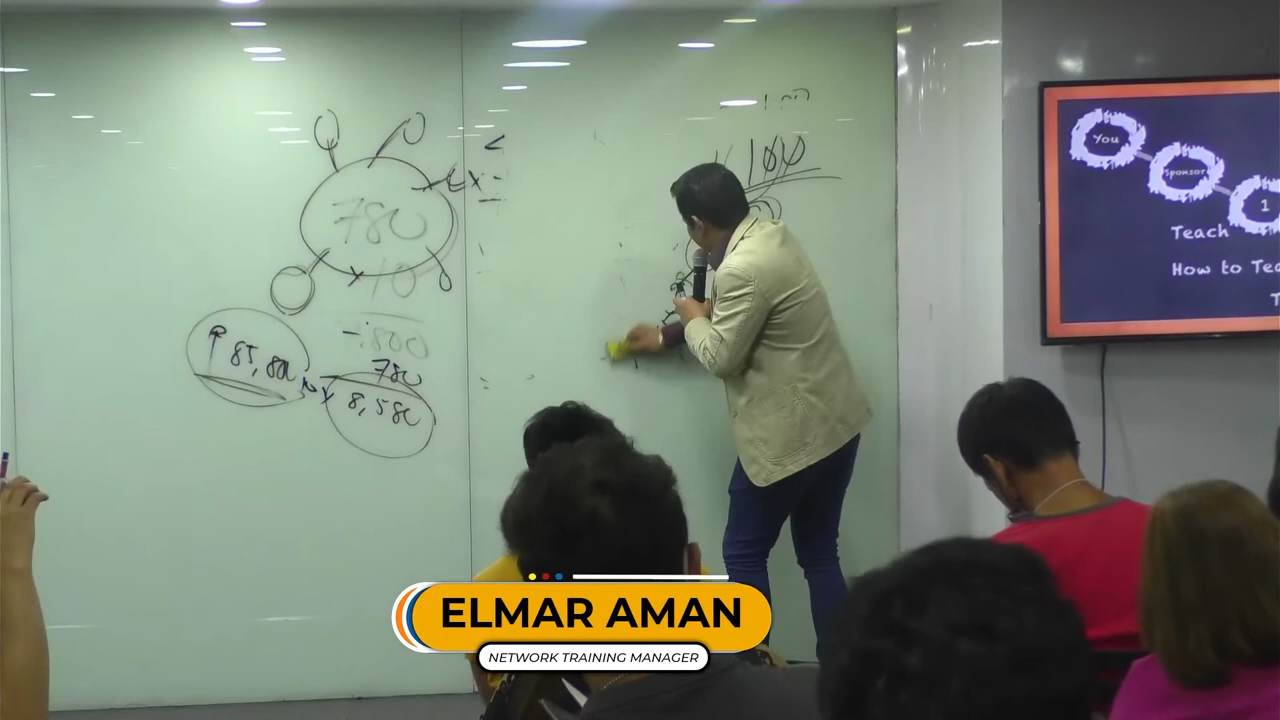 100
780
x 10
780
85,800
8,580
You
Sponsor
1
Teach
How to Tea
T
ELMAR AMAN
NETWORK TRAINING MANAGER